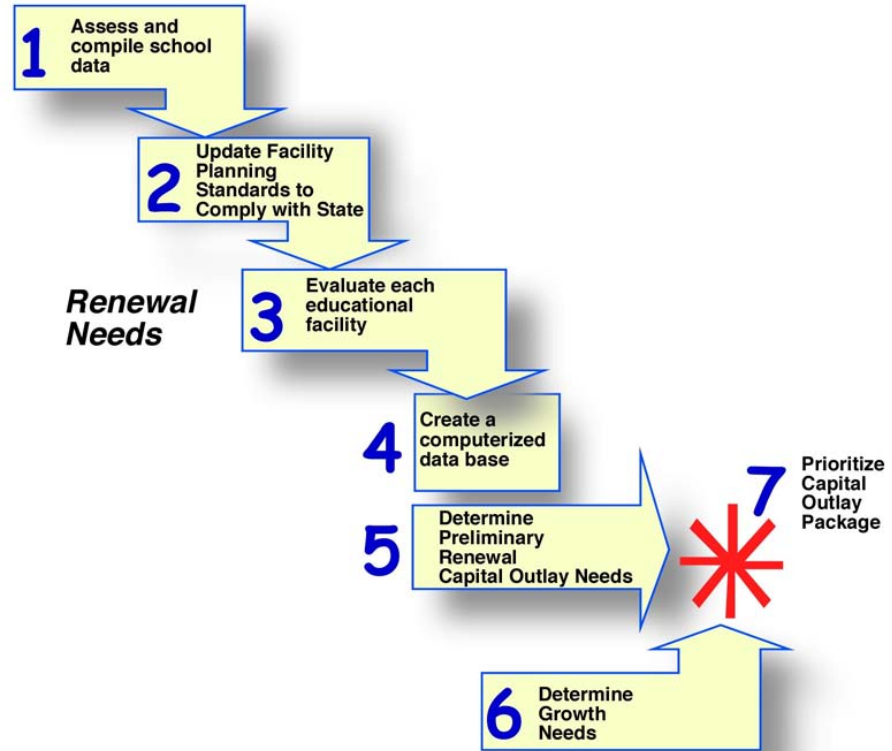 1
Assess and
compile school
data
2
Update Facility
Planning
Standards to
Comply with State
Renewal
Needs
3
Evaluate each
educational
facility
4
Create a
computerized
data base
5
Determine
Preliminary
Renewal
Capital Outlay Needs
7
Prioritize
Capital
Outlay
Package
6
Determine
Growth
Needs